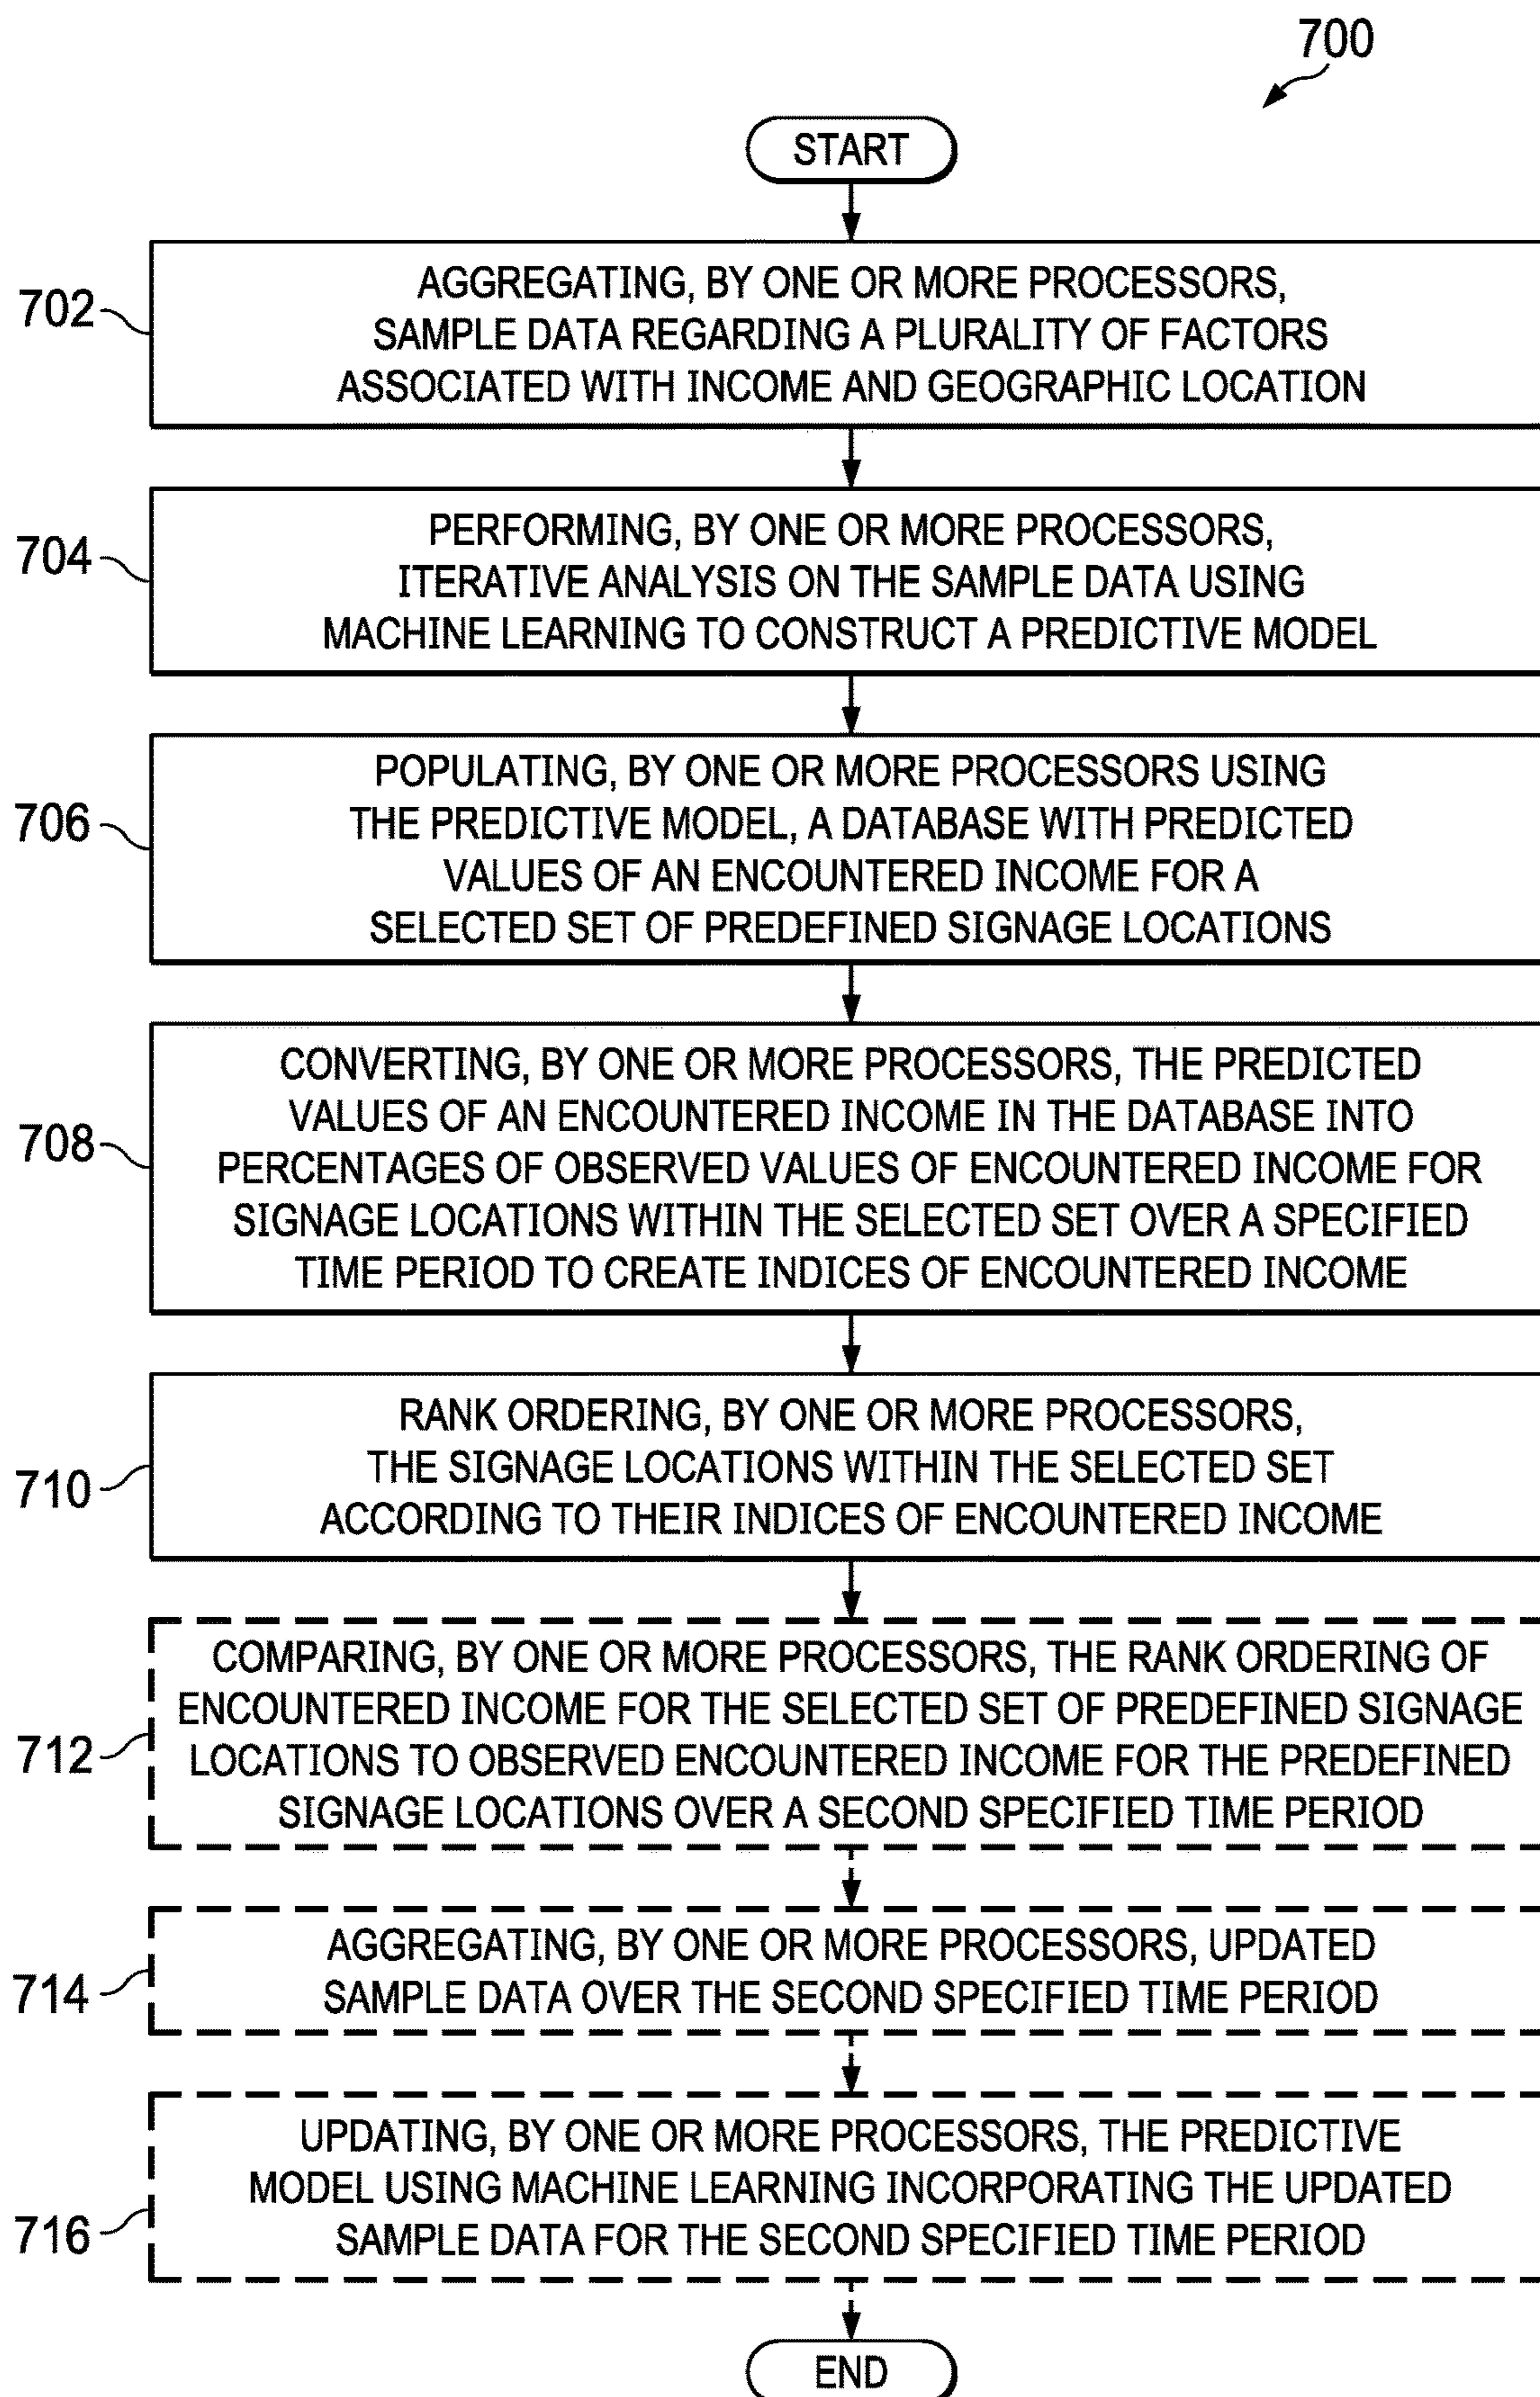 700
START
702
AGGREGATING, BY ONE OR MORE PROCESSORS,
SAMPLE DATA REGARDING A PLURALITY OF FACTORS
ASSOCIATED WITH INCOME AND GEOGRAPHIC LOCATION
704
PERFORMING, BY ONE OR MORE PROCESSORS,
ITERATIVE ANALYSIS ON THE SAMPLE DATA USING
MACHINE LEARNING TO CONSTRUCT A PREDICTIVE MODEL
706
POPULATING, BY ONE OR MORE PROCESSORS USING
THE PREDICTIVE MODEL, A DATABASE WITH PREDICTED
VALUES OF AN ENCOUNTERED INCOME FOR A
SELECTED SET OF PREDEFINED SIGNAGE LOCATIONS
708
CONVERTING, BY ONE OR MORE PROCESSORS, THE PREDICTED
VALUES OF AN ENCOUNTERED INCOME IN THE DATABASE INTO
PERCENTAGES OF OBSERVED VALUES OF ENCOUNTERED INCOME FOR
SIGNAGE LOCATIONS WITHIN THE SELECTED SET OVER A SPECIFIED
TIME PERIOD TO CREATE INDICES OF ENCOUNTERED INCOME
710
RANK ORDERING, BY ONE OR MORE PROCESSORS,
THE SIGNAGE LOCATIONS WITHIN THE SELECTED SET
ACCORDING TO THEIR INDICES OF ENCOUNTERED INCOME
712
COMPARING, BY ONE OR MORE PROCESSORS, THE RANK ORDERING OF
ENCOUNTERED INCOME FOR THE SELECTED SET OF PREDEFINED SIGNAGE
LOCATIONS TO OBSERVED ENCOUNTERED INCOME FOR THE PREDEFINED
SIGNAGE LOCATIONS OVER A SECOND SPECIFIED TIME PERIOD
714
AGGREGATING, BY ONE OR MORE PROCESSORS, UPDATED
SAMPLE DATA OVER THE SECOND SPECIFIED TIME PERIOD
716
UPDATING, BY ONE OR MORE PROCESSORS, THE PREDICTIVE
MODEL USING MACHINE LEARNING INCORPORATING THE UPDATED
SAMPLE DATA FOR THE SECOND SPECIFIED TIME PERIOD
END